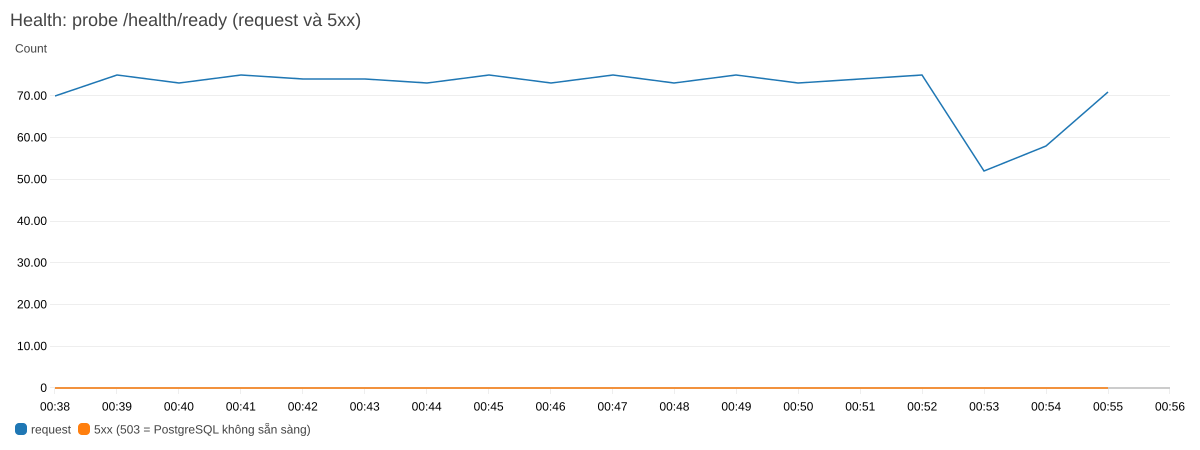 Health: probe /health/ready (request và 5xx)
Count
70.00
60.00
50.00
40.00
30.00
20.00
10.00
0
00:38 00:39 00:40 00:41 00:42 00:43 00:44 00:45 00:46 00:47 00:48 00:49 00:50 00:51 00:52 00:53 00:54 00:55 00:56
request 5xx (503 = PostgreSQL không sẵn sàng)